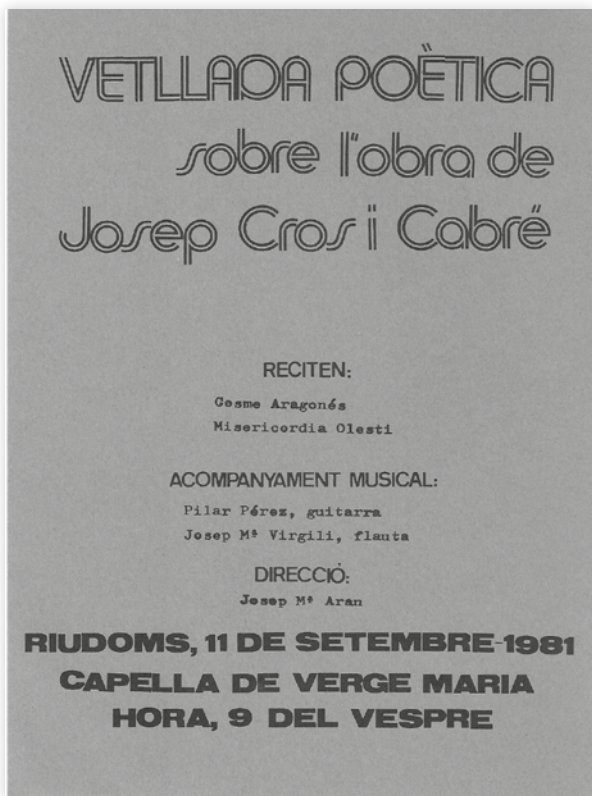 VETLLADA POÈTICA
sobre l'obra de
Josep Cros i Cabré
RECITEN:
Cosme Aragonés
Misericordia Olesti
ACOMPANYAMENT MUSICAL:
Pilar Pérez, guitarra
Josep Mª Virgili, flauta
DIRECCIÓ:
Josep Mª Aran
RIUDOMS, 11 DE SETEMBRE-1981
CAPELLA DE VERGE MARIA
HORA, 9 DEL VESPRE